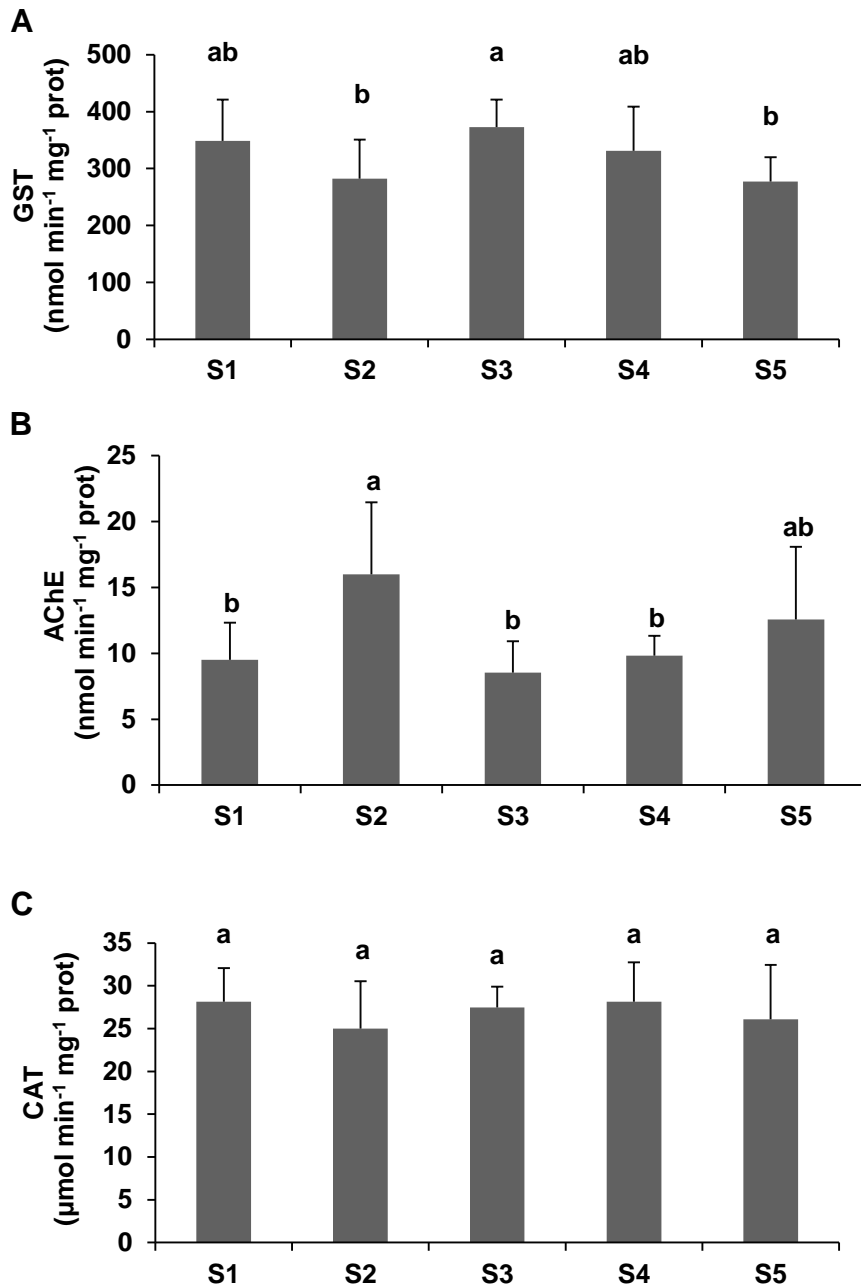 A
ab
b
a
ab
b
500
400
300
200
100
0
GST
(nmol min⁻¹ mg⁻¹ prot)
S1 S2 S3 S4 S5
B
b
a
b
b
ab
25
20
15
10
5
0
AChE
(nmol min⁻¹ mg⁻¹ prot)
S1 S2 S3 S4 S5
C
a
a
a
a
a
35
30
25
20
15
10
5
0
CAT
(µmol min⁻¹ mg⁻¹ prot)
S1 S2 S3 S4 S5